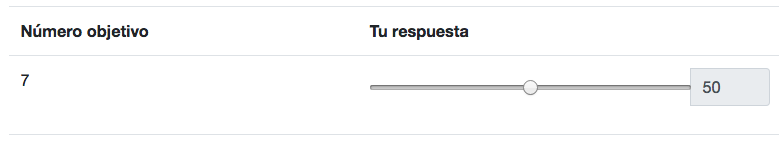 Número objetivo
Tu respuesta
7
50